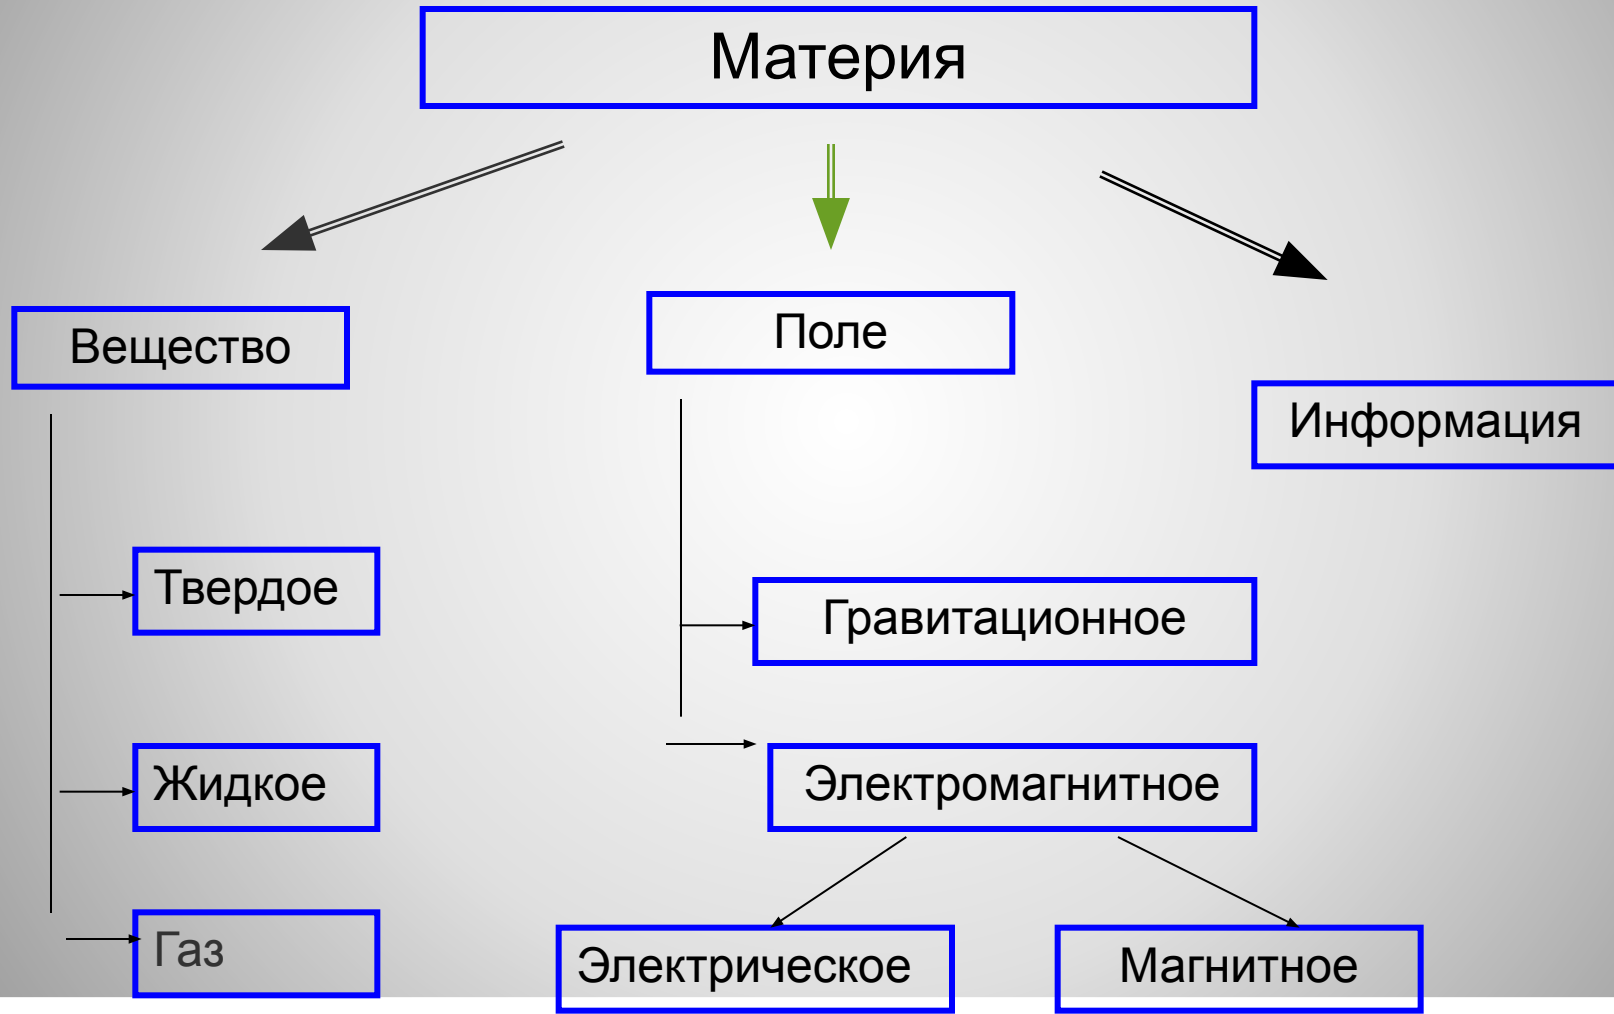 Материя
Вещество
Поле
Информация
Твердое
Гравитационное
Жидкое
Электромагнитное
Газ
Электрическое
Магнитное